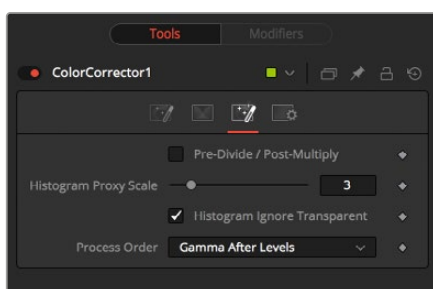 Tools Modifiers
ColorCorrector1
Pre-Divide / Post-Multiply
Histogram Proxy Scale 3
Histogram Ignore Transparent
Process Order Gamma After Levels